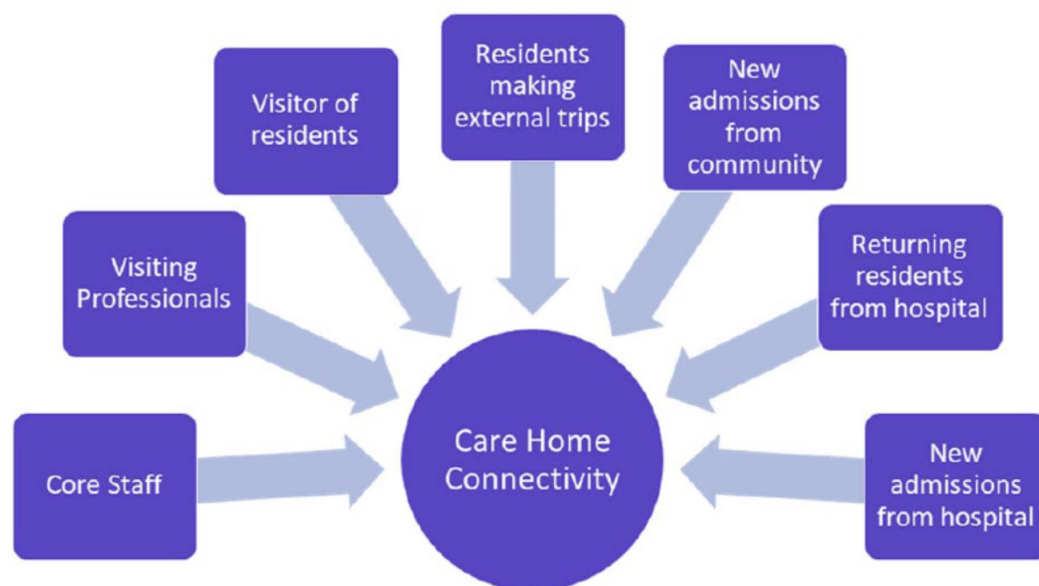 Residents
making
external trips
New
admissions
from
community
Visitor of
residents
Returning
residents
from hospital
Visiting
Professionals
Care Home
Connectivity
Core Staff
New
admissions
from hospital